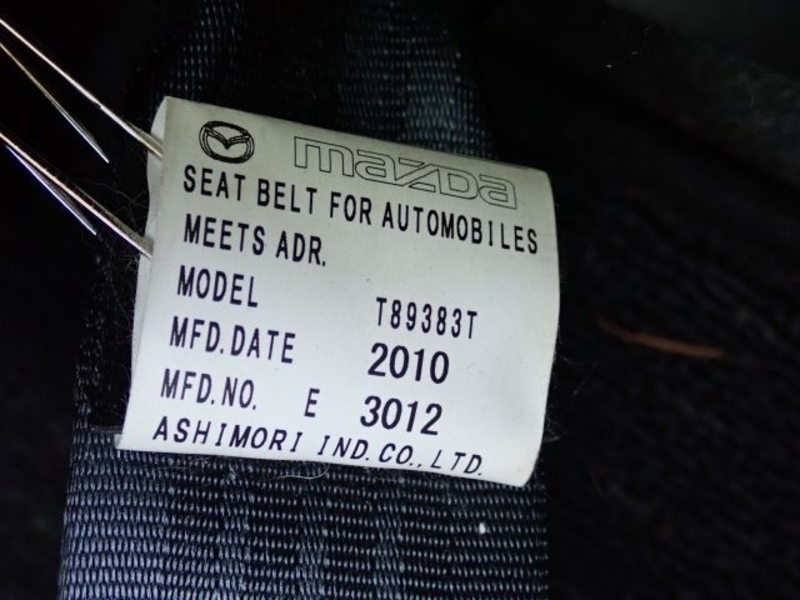 mazda
SEAT BELT FOR AUTOMOBILES
MEETS ADR.
MODEL T89383T
MFD.DATE 2010
MFD.NO. E 3012
ASHIMORI IND.CO.,LTD.